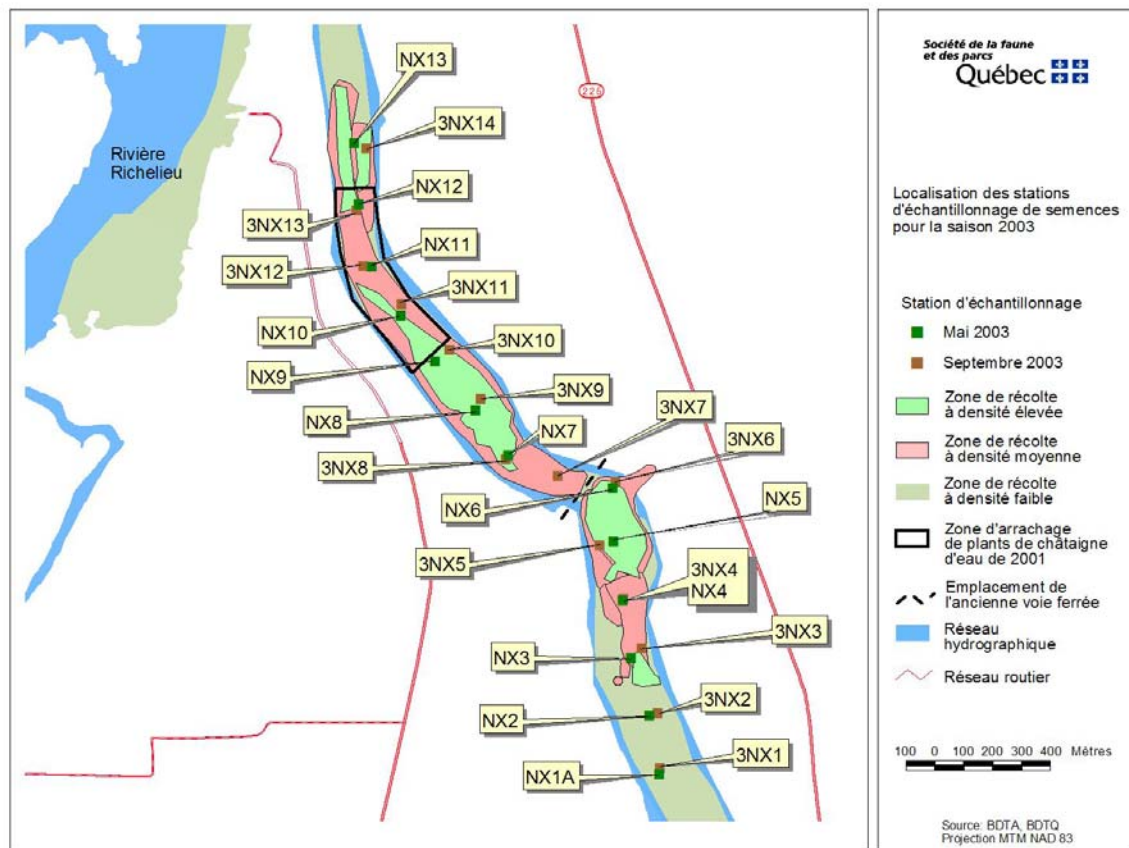 NX13
3NX14
225
Rivière
Richelieu
NX12
3NX13
NX11
3NX12
3NX11
NX10
3NX10
NX9
3NX9
NX8
3NX7
NX7
3NX6
3NX8
NX6
NX5
3NX5
3NX4
NX4
3NX3
NX3
3NX2
NX2
3NX1
NX1A
Société de la faune
et des parcs
Québec
Localisation des stations
d'échantillonnage de semences
pour la saison 2003
Station d'échantillonnage
Mai 2003
Septembre 2003
Zone de récolte
à densité élevée
Zone de récolte
à densité moyenne
Zone de récolte
à densité faible
Zone d'arrachage
de plants de châtaigne
d'eau de 2001
Emplacement de
l'ancienne voie ferrée
Réseau
hydrographique
Réseau routier
100 0 100 200 300 400 Mètres
Source: BDTA, BDTQ
Projection MTM NAD 83